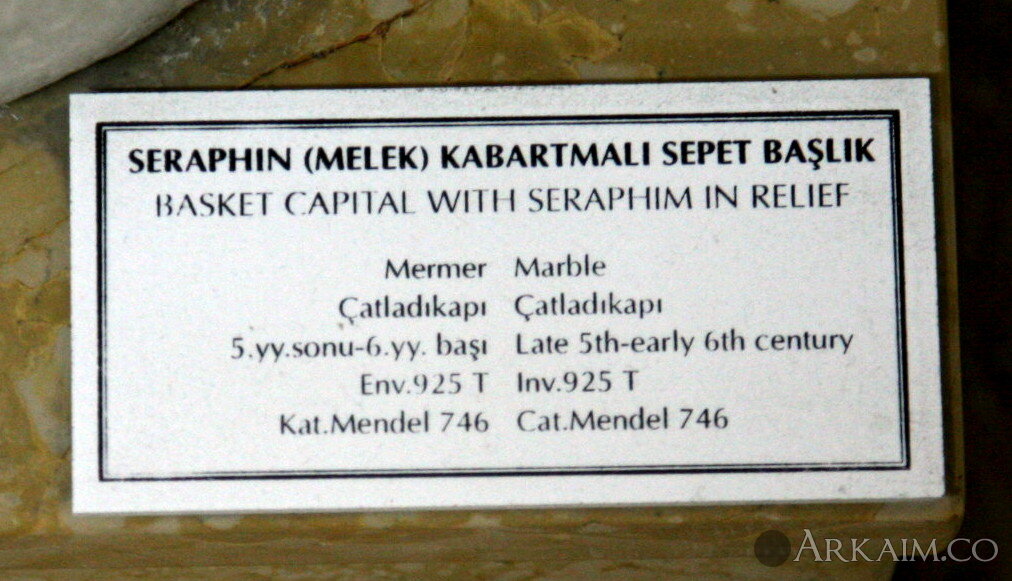 SERAPHIN (MELEK) KABARTMALI SEPET BAŞLIK
BASKET CAPITAL WITH SERAPHIM IN RELIEF
Mermer Marble
Çatladıkapı Çatladıkapı
5.yy.sonu-6.yy. başı Late 5th-early 6th century
Env.925 T Inv.925 T
Kat.Mendel 746 Cat.Mendel 746
ARKAIM.CO